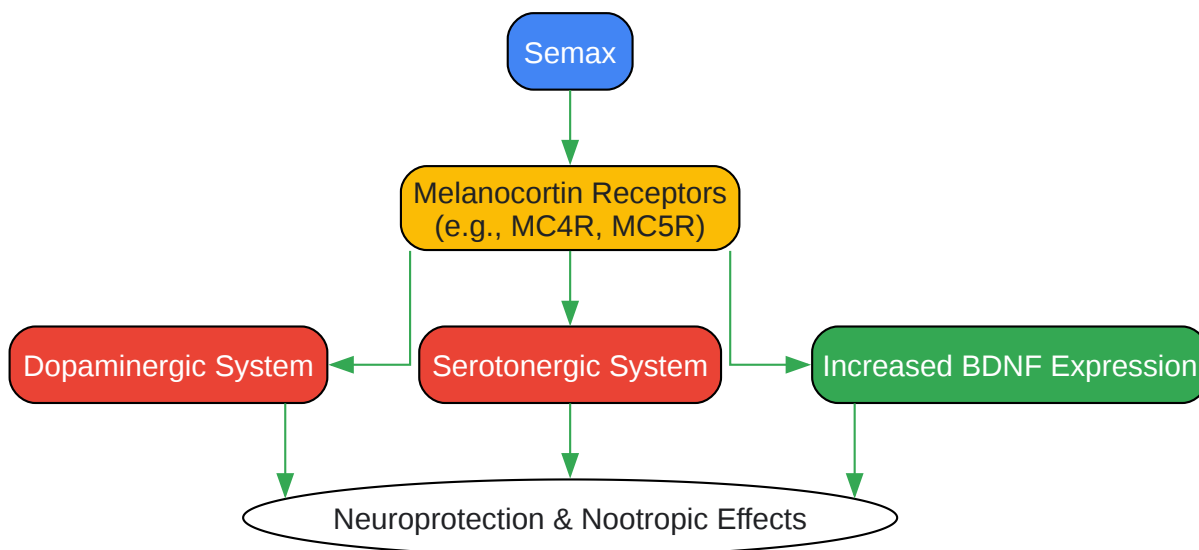 Semax
Melanocortin Receptors
(e.g., MC4R, MC5R)
Dopaminergic System
Serotonergic System
Increased BDNF Expression
Neuroprotection & Nootropic Effects